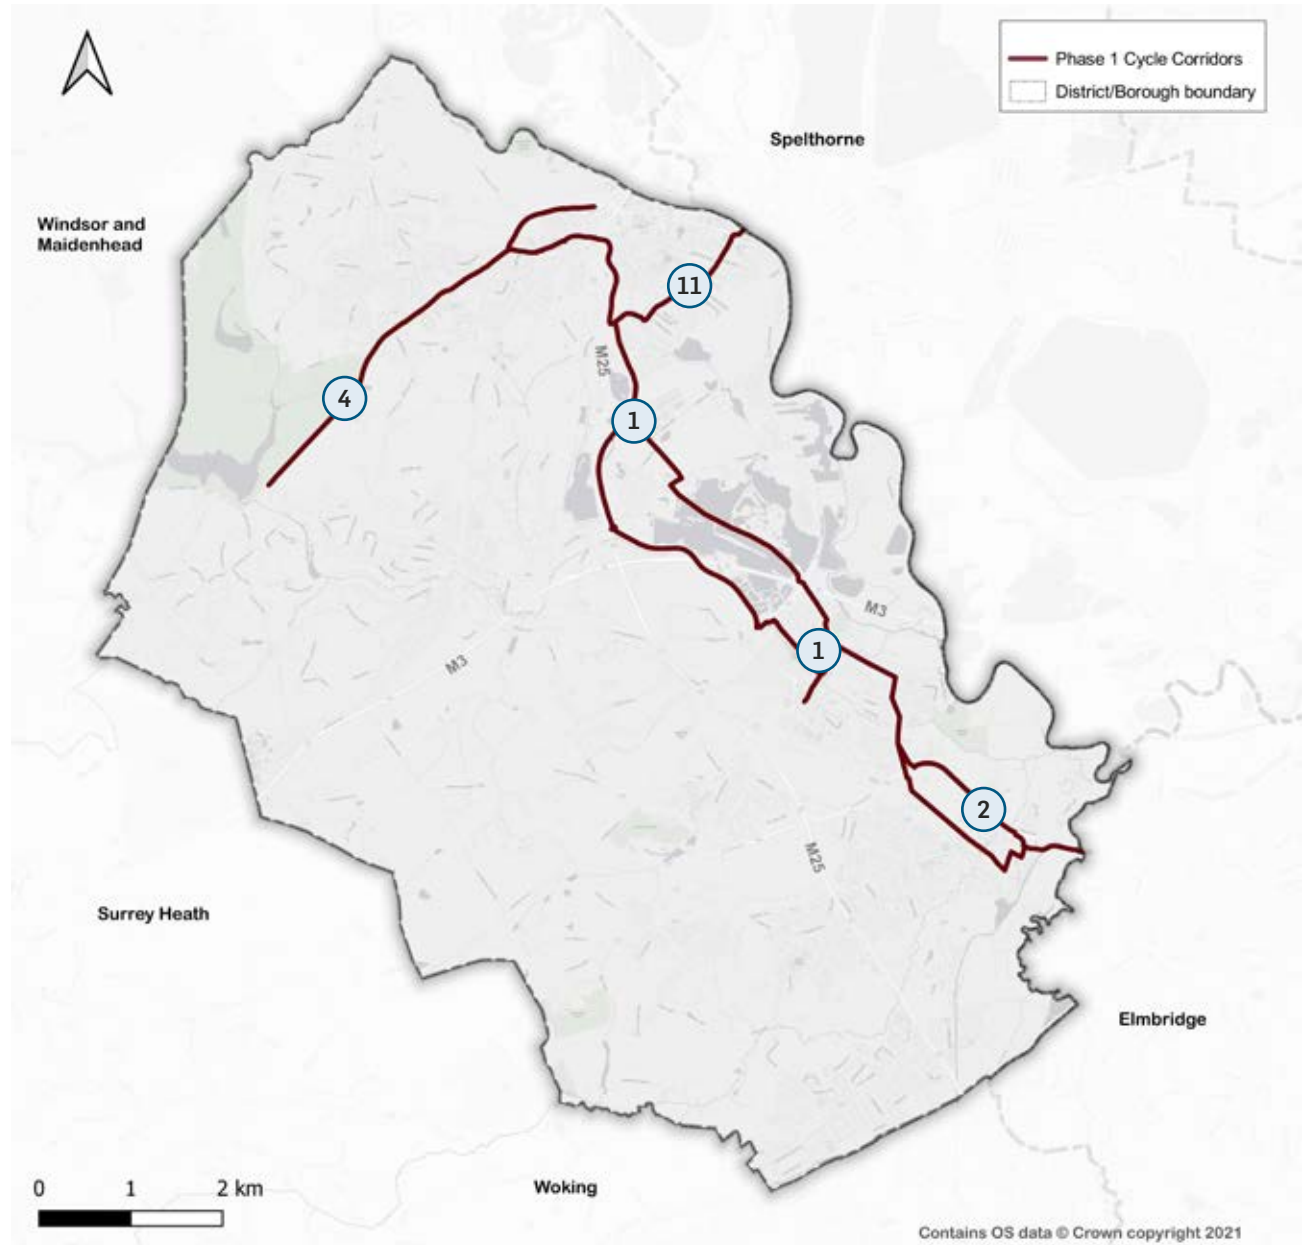 Phase 1 Cycle Corridors
District/Borough boundary
Spelthorne
Windsor and
Maidenhead
11
M25
4
1
M3
1
M3
2
M25
Surrey Heath
Elmbridge
Woking
0 1 2 km
Contains OS data © Crown copyright 2021